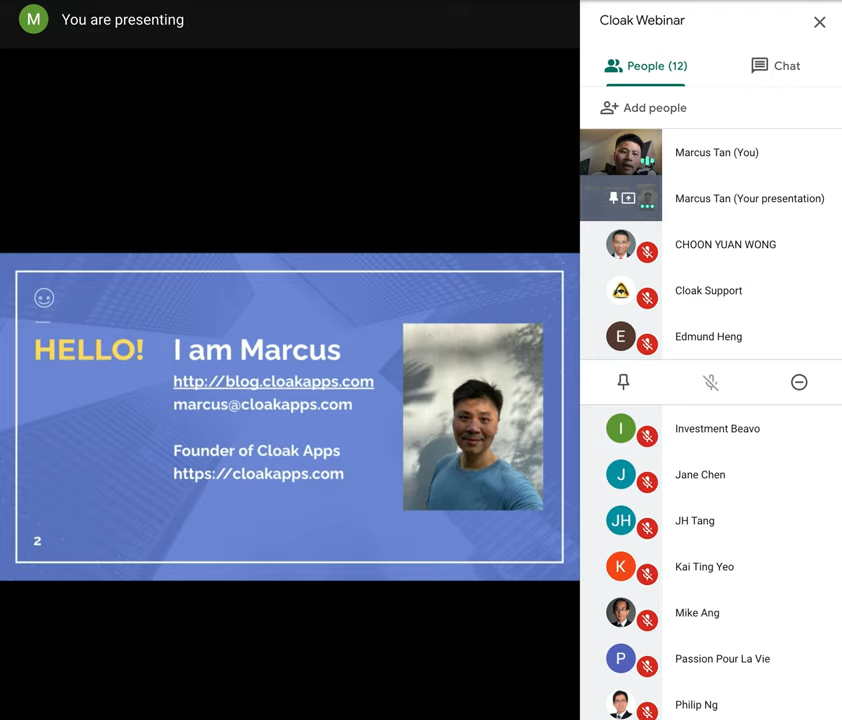 M
You are presenting
HELLO!
I am Marcus
http://blog.cloakapps.com
marcus@cloakapps.com
Founder of Cloak Apps
https://cloakapps.com
2
Cloak Webinar
People (12)
Chat
Add people
Marcus Tan (You)
Marcus Tan (Your presentation)
CHOON YUAN WONG
Cloak Support
E
Edmund Heng
I
Investment Beavo
J
Jane Chen
JH
JH Tang
K
Kai Ting Yeo
Mike Ang
P
Passion Pour La Vie
Philip Ng